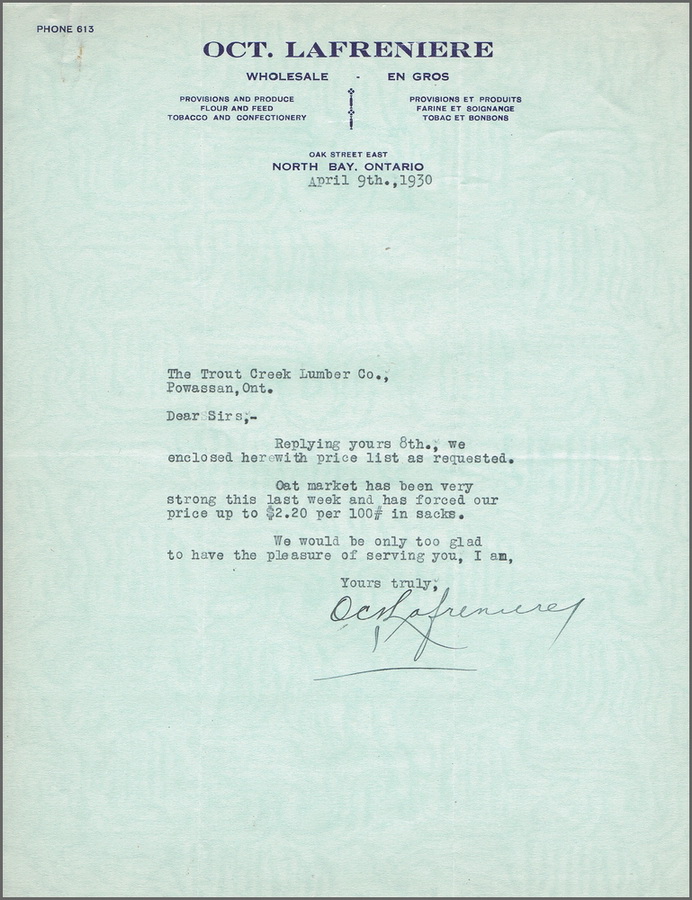 PHONE 613
OCT. LAFRENIERE
WHOLESALE - EN GROS
PROVISIONS AND PRODUCE
FLOUR AND FEED
TOBACCO AND CONFECTIONERY
PROVISIONS ET PRODUITS
FARINE ET SOIGNANGE
TOBAC ET BONBONS
OAK STREET EAST
NORTH BAY, ONTARIO
April 9th.,1930
The Trout Creek Lumber Co.,
Powassan,Ont.
Dear Sirs,-
Replying yours 8th., we
enclosed herewith price list as requested.
Oat market has been very
strong this last week and has forced our
price up to $2.20 per 100# in sacks.
We would be only too glad
to have the pleasure of serving you, I am,
Yours truly,
Oct Lafreniere